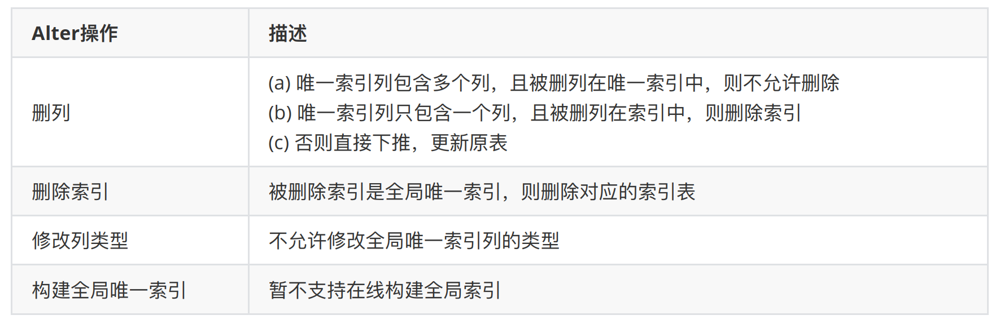 Alter操作
描述
删列
(a) 唯一索引列包含多个列，且被删列在唯一索引中，则不允许删除
(b) 唯一索引列只包含一个列，且被删列在索引中，则删除索引
(c) 否则直接下推，更新原表
删除索引
被删除索引是全局唯一索引，则删除对应的索引表
修改列类型
不允许修改全局唯一索引列的类型
构建全局唯一索引
暂不支持在线构建全局索引